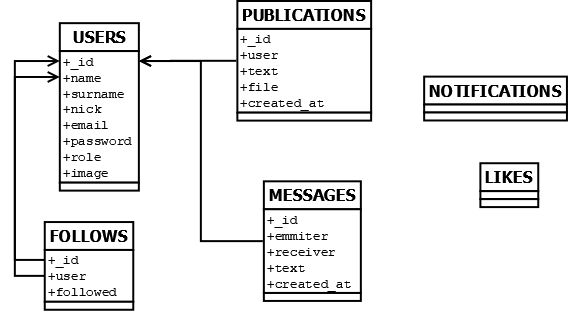 USERS
+_id
+name
+surname
+nick
+email
+password
+role
+image
PUBLICATIONS
+_id
+user
+text
+file
+created_at
NOTIFICATIONS
LIKES
MESSAGES
+_id
+emmiter
+receiver
+text
+created_at
FOLLOWS
+_id
+user
+followed